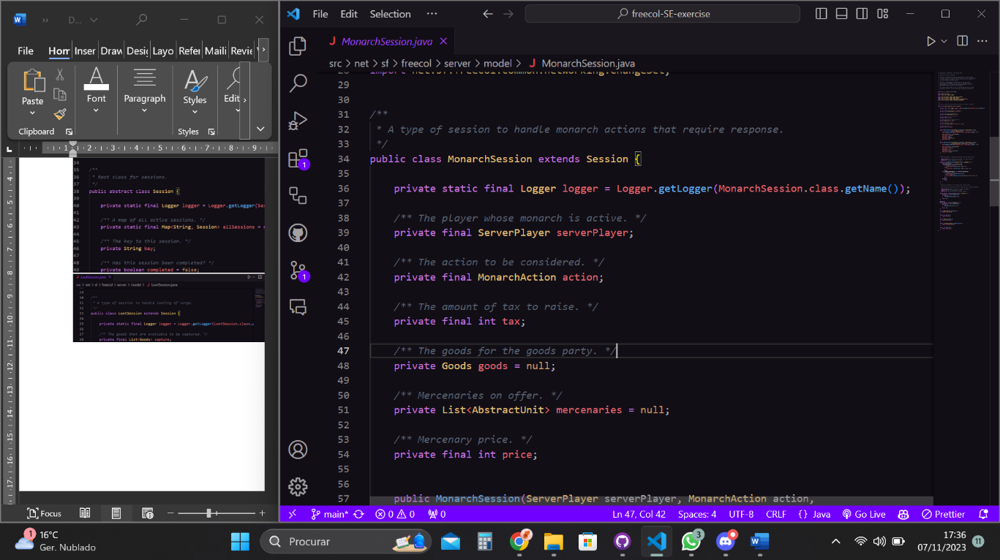 D...
File Hom Inser Draw Desig Layo Refer Maili Revie
Paste
Font
Paragraph
Styles
Edit
Clipboard
Styles
34
35 /**
36 * Root class for sessions.
37 */
38 public abstract class Session {
39
40 private static final Logger logger = Logger.getLogger(Ses
41
42 /** A map of all active sessions. */
43 private static final Map<String, Session> allSessions =
44
45 /** The key to this session. */
46 private String key;
47
48 /** Has this session been completed? */
49 private boolean completed = false;
LootSession.java
src > net > sf > freecol > server > model > J LootSession.java
29
30 /**
31 * A type of session to handle looting of cargo.
32 */
33 public class LootSession extends Session {
34
35 private static final Logger logger = Logger.getLogger(LootSession.class.g
36
37 /** The goods that are available to be captured. */
38 private final List<Goods> capture;
Focus
File Edit Selection ···
freecol-SE-exercise
J MonarchSession.java
src > net > sf > freecol > server > model > J MonarchSession.java
28 import net.sf.freecol.common.networking.ChangeSet;
29
30
31 /**
32 * A type of session to handle monarch actions that require response.
33 */
34 public class MonarchSession extends Session {
35
36 private static final Logger logger = Logger.getLogger(MonarchSession.class.getName());
37
38 /** The player whose monarch is active. */
39 private final ServerPlayer serverPlayer;
40
41 /** The action to be considered. */
42 private final MonarchAction action;
43
44 /** The amount of tax to raise. */
45 private final int tax;
46
47 /** The goods for the goods party. */
48 private Goods goods = null;
49
50 /** Mercenaries on offer. */
51 private List<AbstractUnit> mercenaries = null;
52
53 /** Mercenary price. */
54 private final int price;
55
56
57 public MonarchSession(ServerPlayer serverPlayer, MonarchAction action,
1
1
main* 0 0 0 Ln 47, Col 42 Spaces: 4 UTF-8 CRLF {} Java Go Live Prettier
1
16°C
Ger. Nublado
Procurar
3
17:36
07/11/2023
11